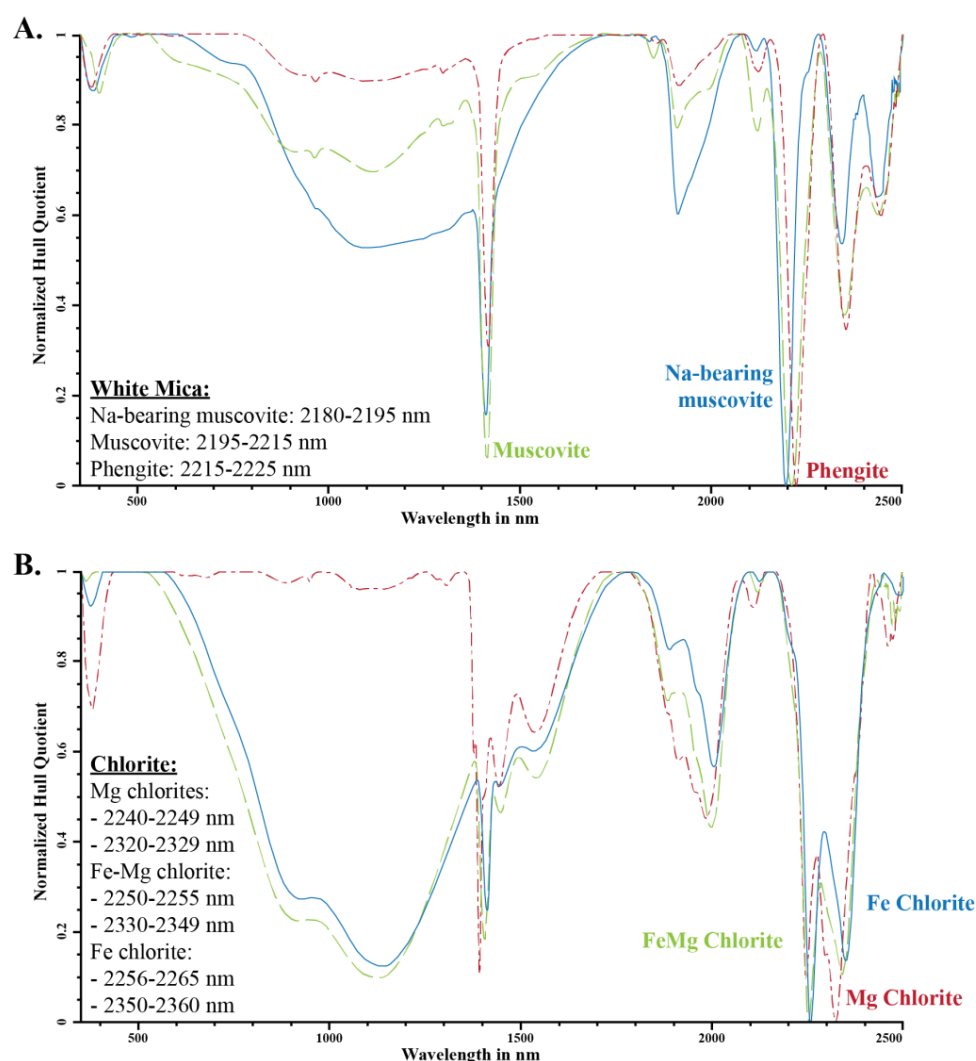 A.
1
0.8
0.6
0.4
0.2
0
Normalized Hull Quotient
White Mica:
Na-bearing muscovite: 2180-2195 nm
Muscovite: 2195-2215 nm
Phengite: 2215-2225 nm
Na-bearing
muscovite
Muscovite
Phengite
500
1000
1500
2000
2500
Wavelength in nm
B.
1
0.8
0.6
0.4
0.2
0
Normalized Hull Quotient
Chlorite:
Mg chlorites:
- 2240-2249 nm
- 2320-2329 nm
Fe-Mg chlorite:
- 2250-2255 nm
- 2330-2349 nm
Fe chlorite:
- 2256-2265 nm
- 2350-2360 nm
Fe Chlorite
FeMg Chlorite
Mg Chlorite
500
1000
1500
2000
2500
Wavelength in nm